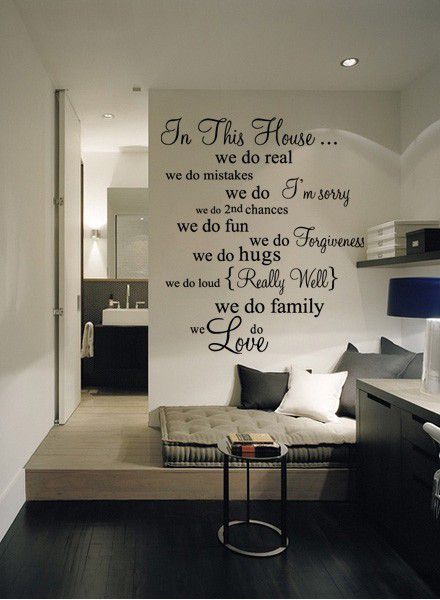 In This House ...
we do real
we do mistakes
we do I'm sorry
we do 2nd chances
we do fun
we do Forgiveness
we do hugs
we do loud {Really Well}
we do family
we do
Love